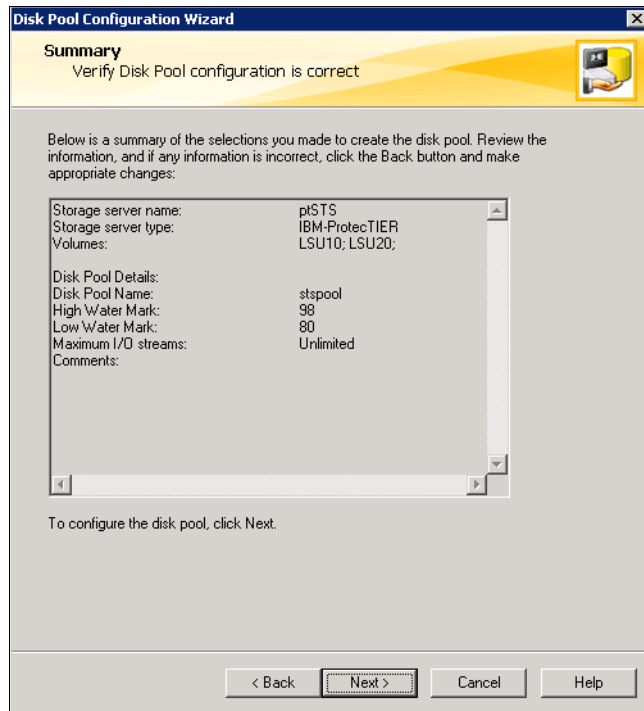 Disk Pool Configuration Wizard
Summary
Verify Disk Pool configuration is correct
Below is a summary of the selections you made to create the disk pool. Review the
information, and if any information is incorrect, click the Back button and make
appropriate changes:
Storage server name: ptSTS
Storage server type: IBM-ProtecTIER
Volumes: LSU10; LSU20;
Disk Pool Details:
Disk Pool Name: stspool
High Water Mark: 98
Low Water Mark: 80
Maximum I/O streams: Unlimited
Comments:
To configure the disk pool, click Next.
< Back Next > Cancel Help